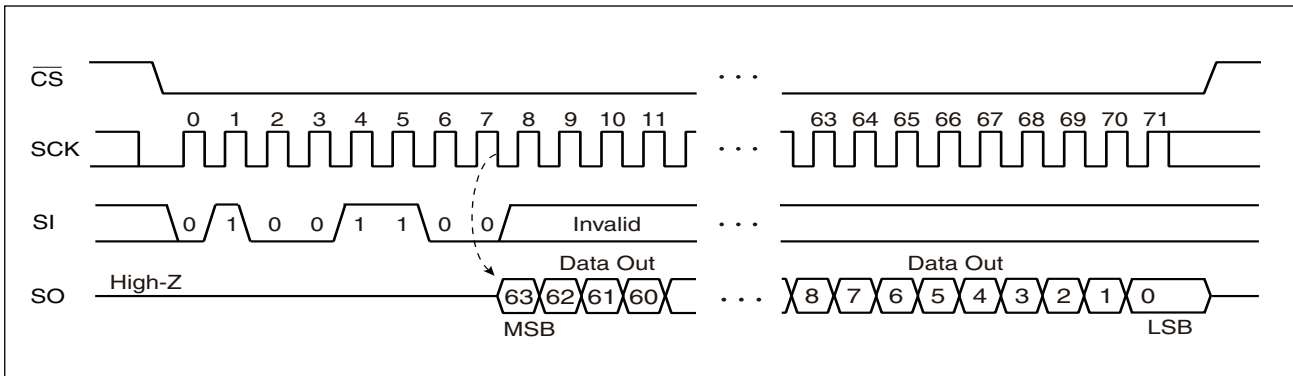 CS
0 1 2 3 4 5 6 7 8 9 10 11 63 64 65 66 67 68 69 70 71
SCK
SI 0 1 0 0 1 1 0 0 Invalid
High-Z Data Out Data Out
SO 63 62 61 60 8 7 6 5 4 3 2 1 0
MSB LSB